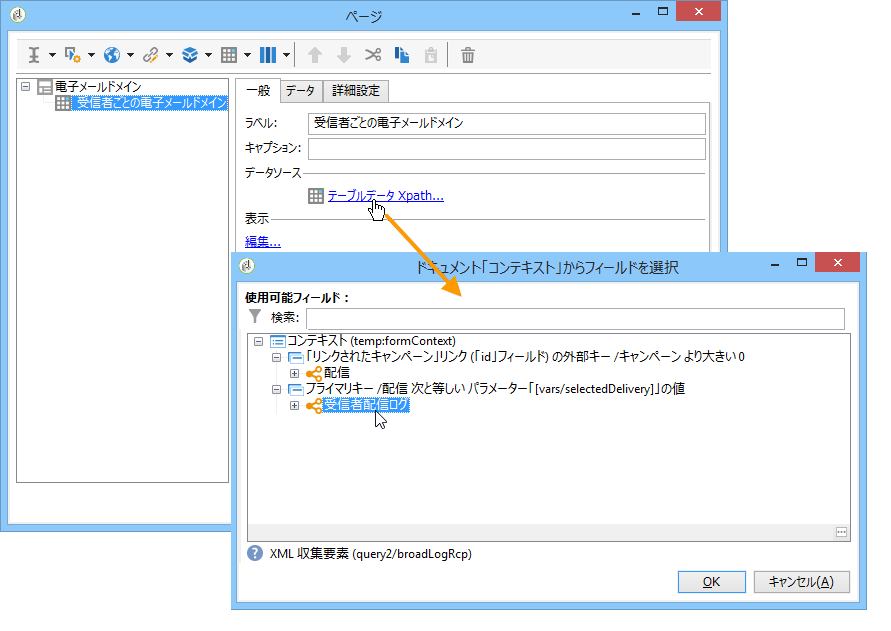 ページ
電子メールドメイン
受信者ごとの電子メールドメイン
一般
データ
詳細設定
ラベル:
受信者ごとの電子メールドメイン
キャプション:
データソース
テーブルデータ Xpath...
表示
編集...
ドキュメント「コンテキスト」からフィールドを選択
使用可能フィールド :
検索:
コンテキスト (temp:formContext)
「リンクされたキャンペーン」リンク (「id」フィールド) の外部キー /キャンペーン より大きい 0
配信
プライマリキー /配信 次と等しい パラメーター「[vars/selectedDelivery]」の値
受信者配信ログ
XML 収集要素 (query2/broadLogRcp)
OK
キャンセル(A)